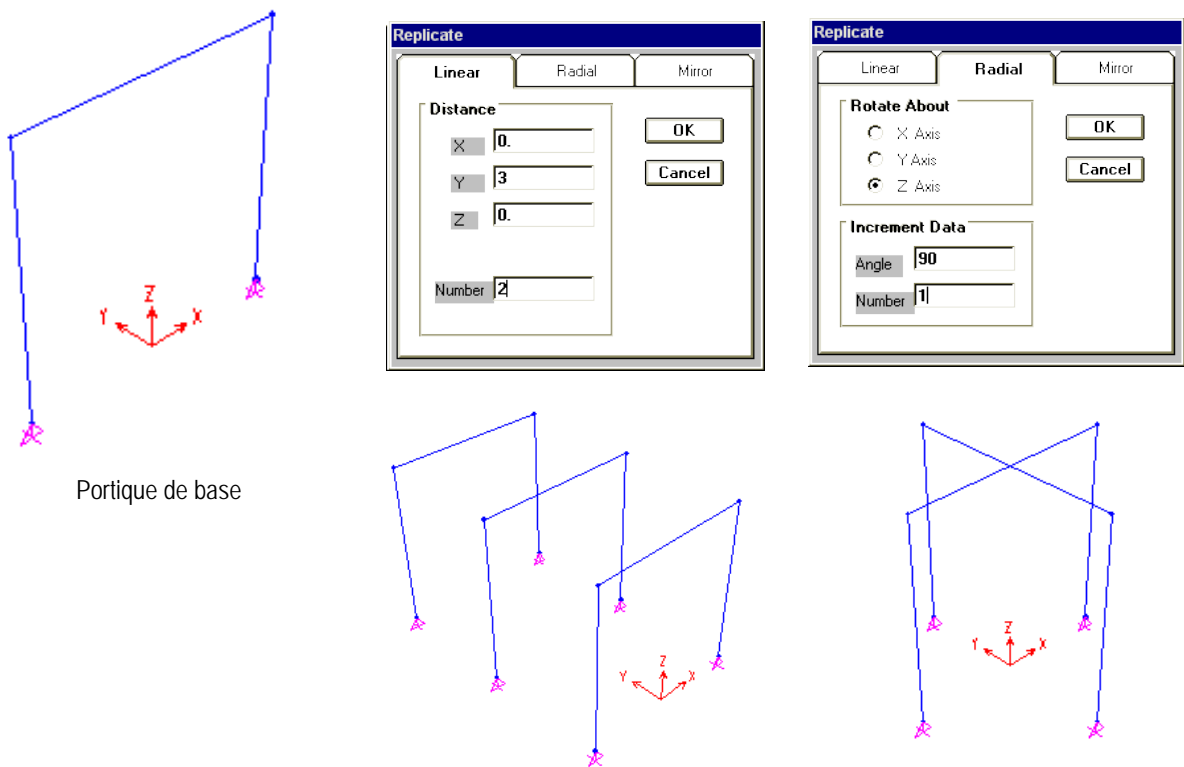 Z
Y
X
Portique de base
Replicate
Linear
Radial
Mirror
Distance
X
0.
Y
3
Z
0.
Number
2
OK
Cancel
Replicate
Linear
Radial
Mirror
Rotate About
X Axis
Y Axis
Z Axis
Increment Data
Angle
90
Number
1
OK
Cancel
Z
Y
X
Z
Y
X